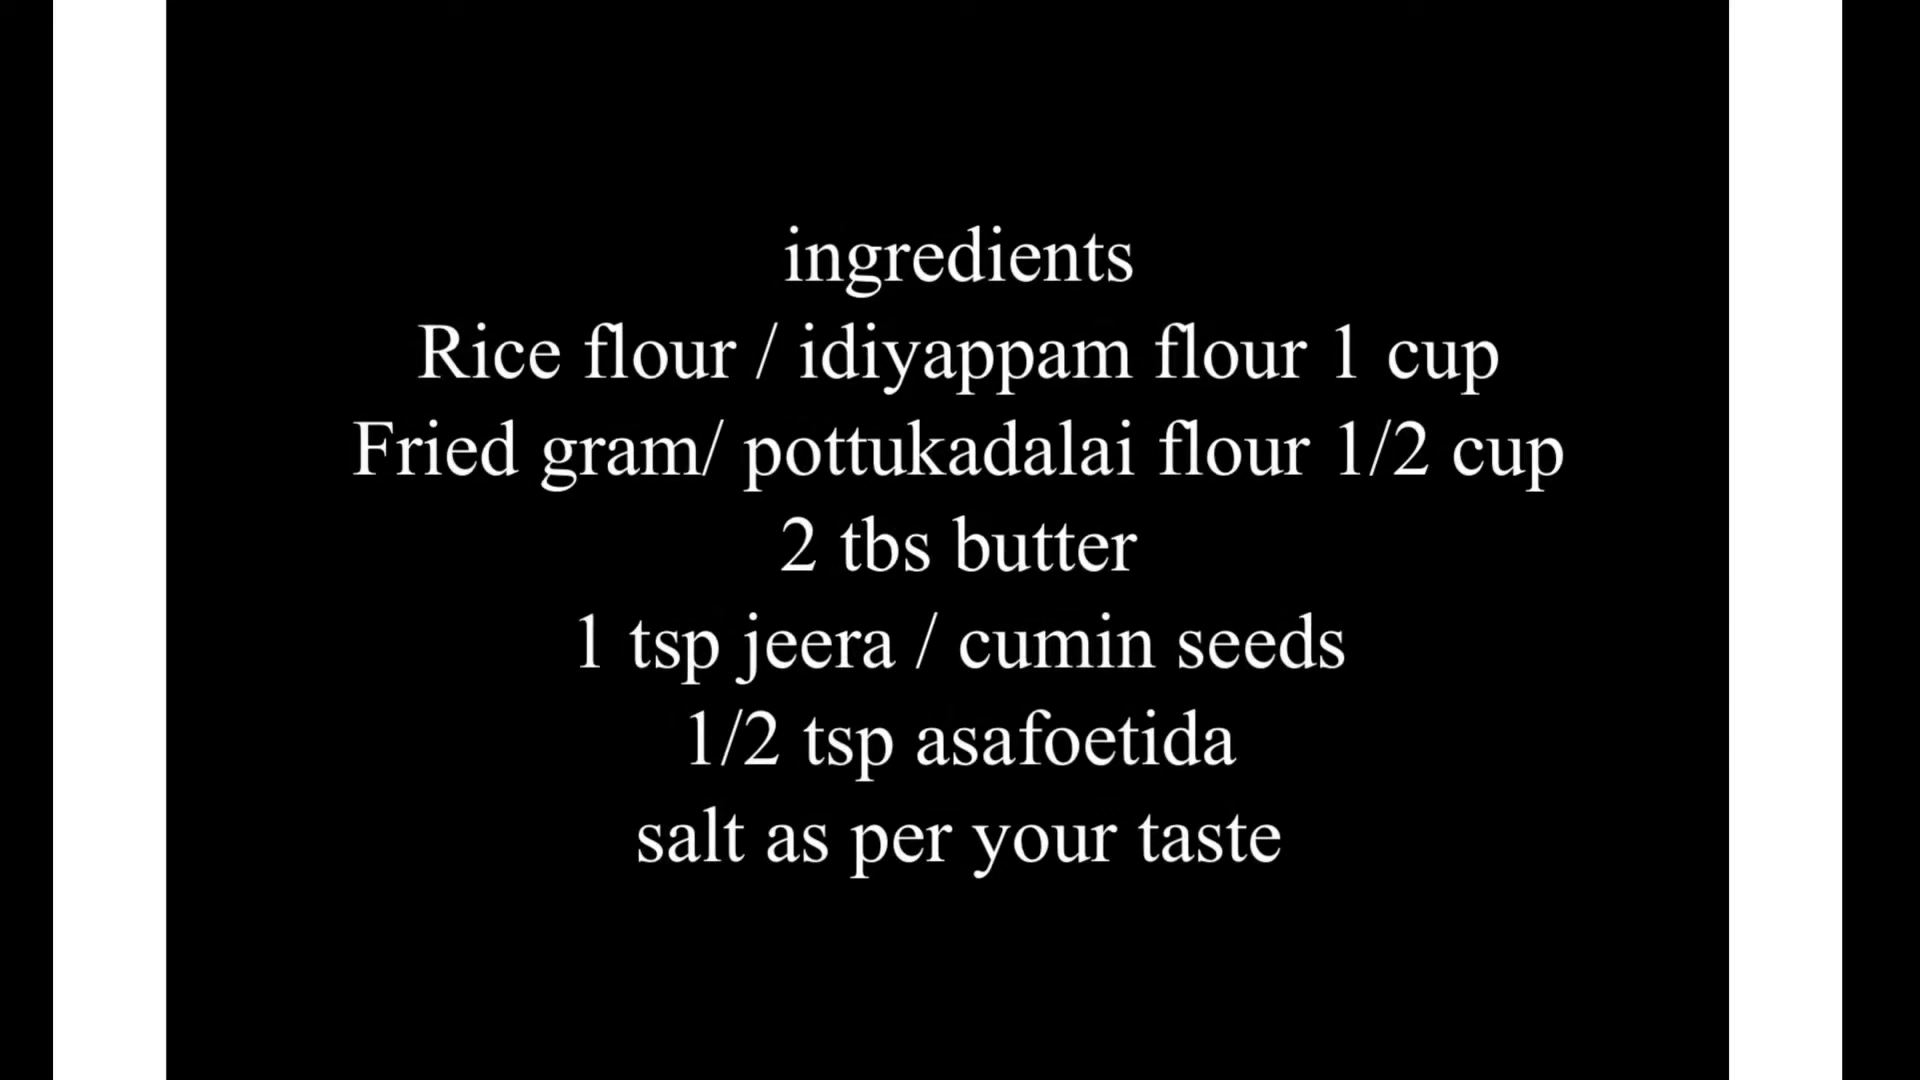 ingredients
Rice flour / idiyappam flour 1 cup
Fried gram/ pottukadalai flour 1/2 cup
2 tbs butter
1 tsp jeera / cumin seeds
1/2 tsp asafoetida
salt as per your taste